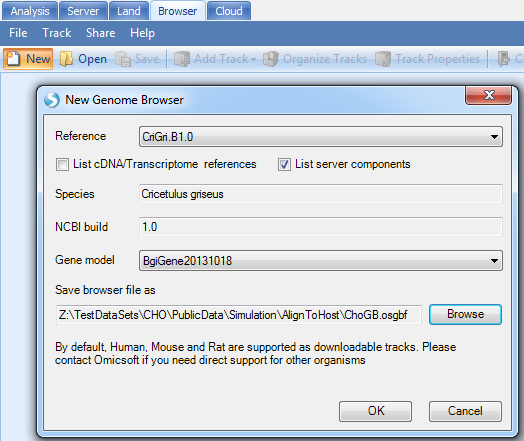 Analysis Server Land Browser Cloud
File Track Share Help
New Open Save Add Track Organize Tracks Track Properties C
New Genome Browser
Reference CriGri.B1.0
List cDNA/Transcriptome references List server components
Species Cricetulus griseus
NCBI build 1.0
Gene model BgiGene20131018
Save browser file as
Z:\TestDataSets\CHO\PublicData\Simulation\AlignToHost\ChoGB.osgbf Browse
By default, Human, Mouse and Rat are supported as downloadable tracks. Please
contact Omicsoft if you need direct support for other organisms
OK Cancel